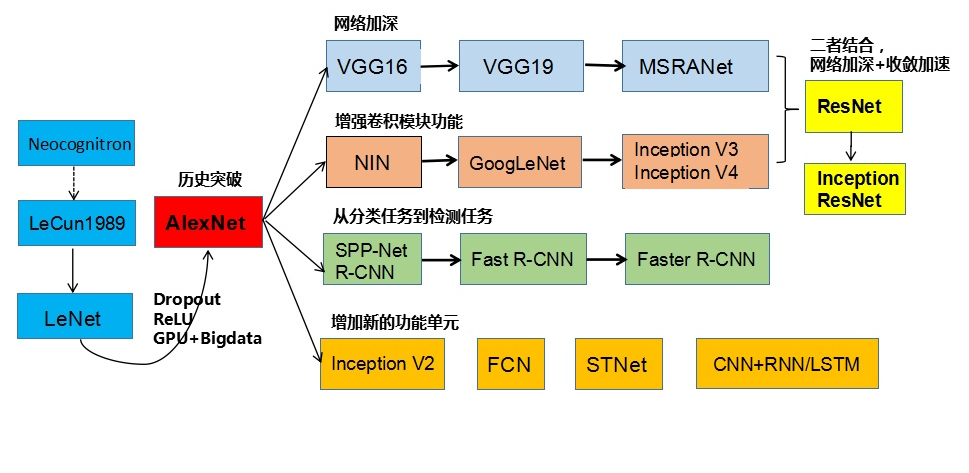 网络加深
VGG16
VGG19
MSRANet
二者结合，
网络加深+收敛加速
ResNet
Inception
ResNet
增强卷积模块功能
NIN
GoogLeNet
Inception V3
Inception V4
Neocognitron
LeCun1989
LeNet
历史突破
AlexNet
Dropout
ReLU
GPU+Bigdata
从分类任务到检测任务
SPP-Net
R-CNN
Fast R-CNN
Faster R-CNN
增加新的功能单元
Inception V2
FCN
STNet
CNN+RNN/LSTM